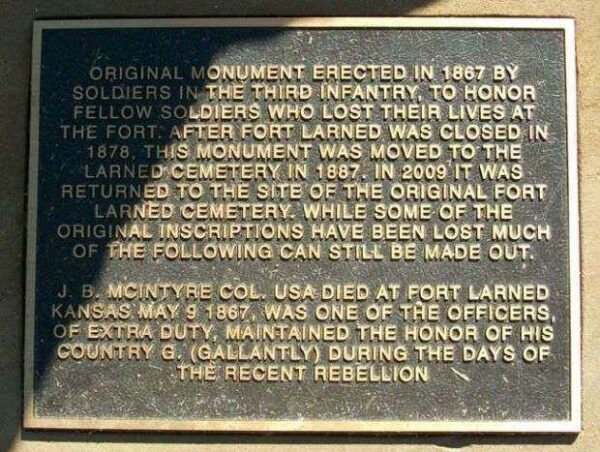 ORIGINAL MONUMENT ERECTED IN 1867 BY
SOLDIERS IN THE THIRD INFANTRY, TO HONOR
FELLOW SOLDIERS WHO LOST THEIR LIVES AT
THE FORT. AFTER FORT LARNED WAS CLOSED IN
1878, THIS MONUMENT WAS MOVED TO THE
LARNED CEMETERY IN 1887. IN 2009 IT WAS
RETURNED TO THE SITE OF THE ORIGINAL FORT
LARNED CEMETERY. WHILE SOME OF THE
ORIGINAL INSCRIPTIONS HAVE BEEN LOST MUCH
OF THE FOLLOWING CAN STILL BE MADE OUT.
J. B. MCINTYRE COL. USA DIED AT FORT LARNED
KANSAS MAY 9 1867, WAS ONE OF THE OFFICERS,
OF EXTRA DUTY, MAINTAINED THE HONOR OF HIS
COUNTRY G. (GALLANTLY) DURING THE DAYS OF
THE RECENT REBELLION